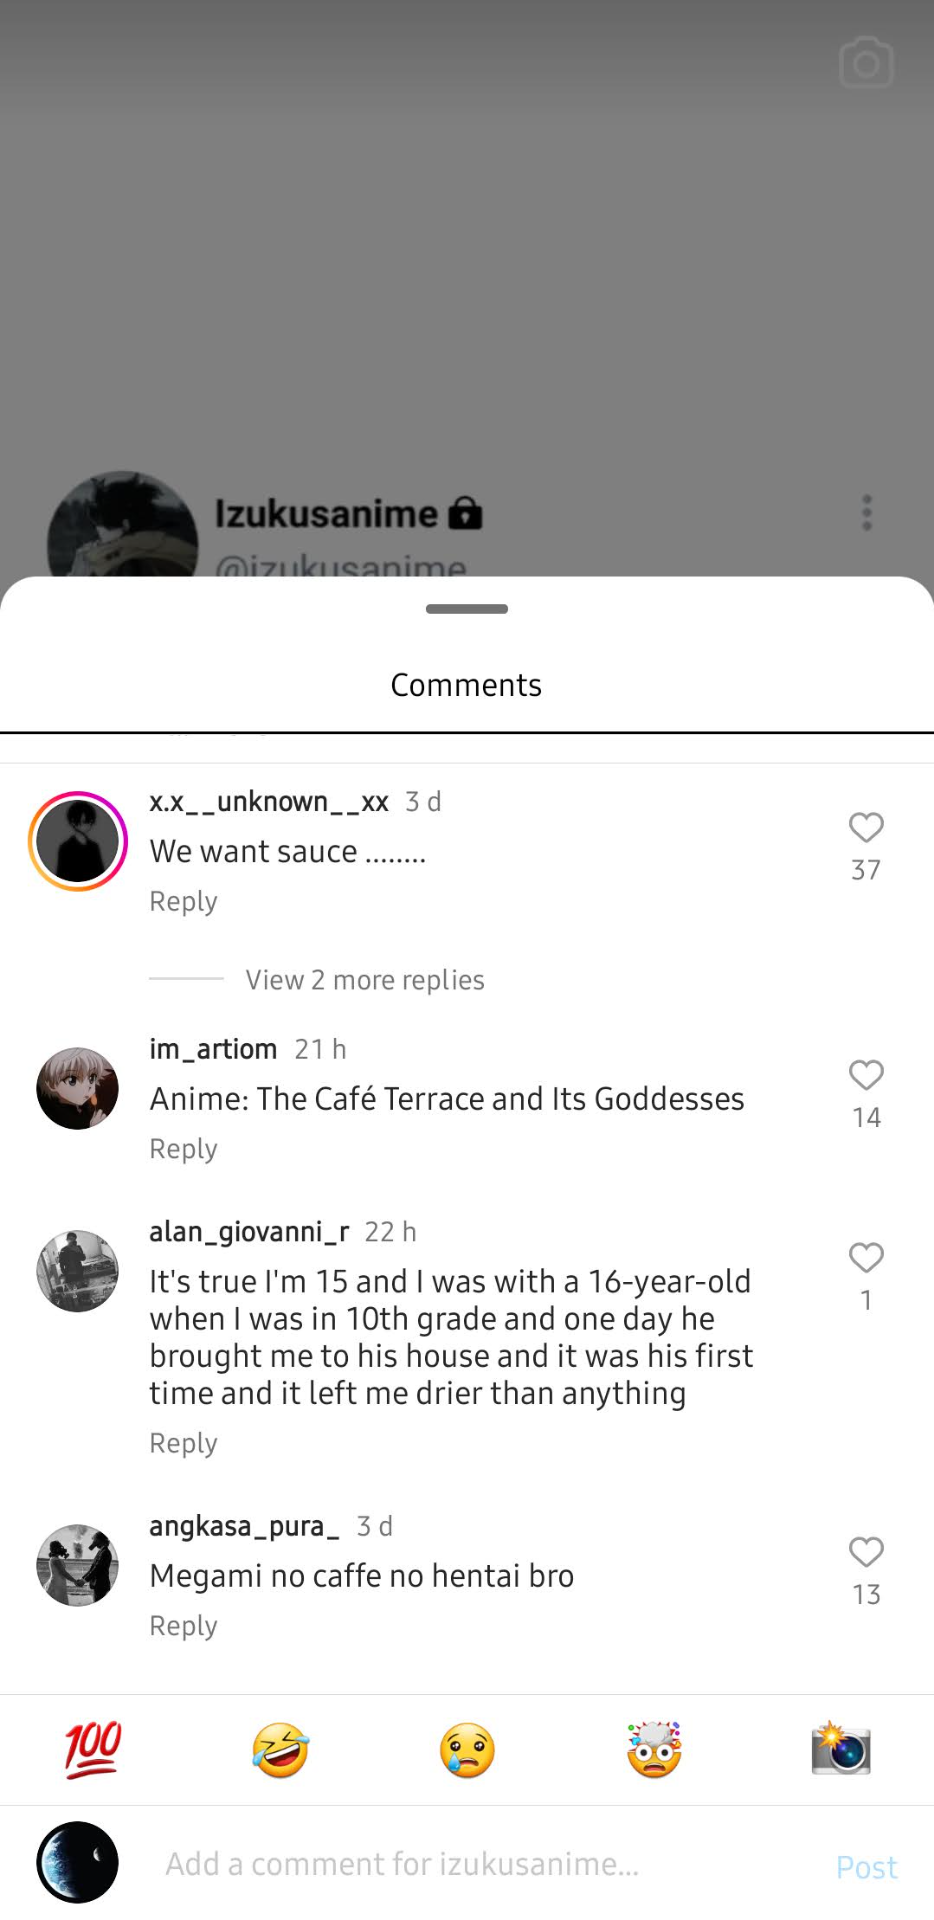 Izukusanime
@izukusanime
Comments
x.x__unknown__xx 3 d
We want sauce ........
37
Reply
View 2 more replies
im_artiom 21 h
Anime: The Café Terrace and Its Goddesses
14
Reply
alan_giovanni_r 22 h
It's true I'm 15 and I was with a 16-year-old
when I was in 10th grade and one day he
brought me to his house and it was his first
time and it left me drier than anything
1
Reply
angkasa_pura_ 3 d
Megami no caffe no hentai bro
13
Reply
💯 🤣 😢 🤯 📸
Add a comment for izukusanime...
Post